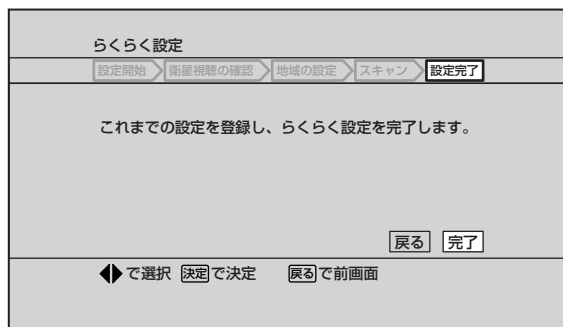 らくらく設定
設定開始 衛星視聴の確認 地域の設定 スキャン 設定完了
これまでの設定を登録し、らくらく設定を完了します。
戻る 完了
で選択 決定で決定 戻るで前画面